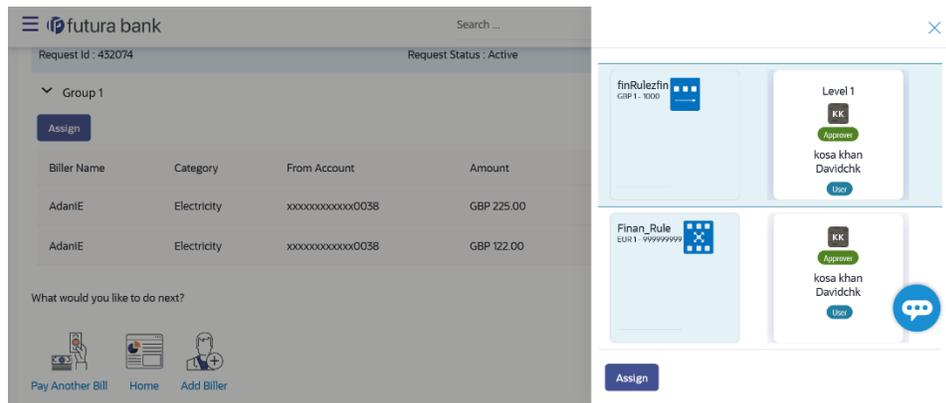 futura bank
Search ...
Request Id : 432074 Request Status : Active
Group 1
Assign
Biller Name Category From Account Amount
AdaniE Electricity xxxxxxxxxxxx0038 GBP 225.00
AdaniE Electricity xxxxxxxxxxxx0038 GBP 122.00
What would you like to do next?
Pay Another Bill Home Add Biller
finRulezfin
GBP 1 - 1000
Level 1
KK
Approver
kosa khan
Davidchk
User
Finan_Rule
EUR 1 - 999999999
KK
Approver
kosa khan
Davidchk
User
Assign